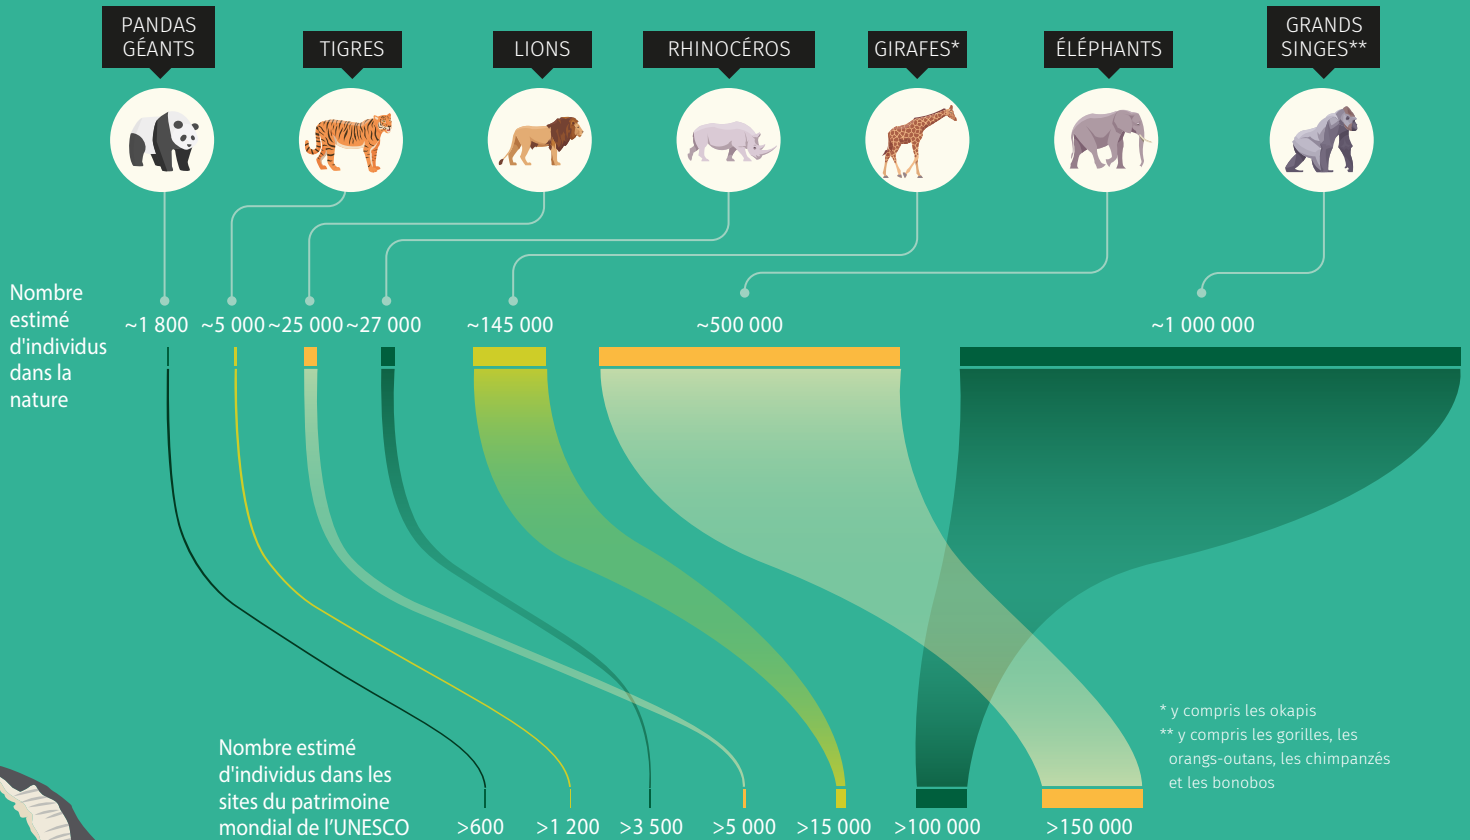 PANDAS
GÉANTS
TIGRES
LIONS
RHINOCÉROS
GIRAFES*
ÉLÉPHANTS
GRANDS
SINGES**
Nombre
estimé
d'individus
dans la
nature
~1 800
~5 000
~25 000
~27 000
~145 000
~500 000
~1 000 000
* y compris les okapis
** y compris les gorilles, les
orangs-outans, les chimpanzés
et les bonobos
Nombre estimé
d'individus dans les
sites du patrimoine
mondial de l’UNESCO
>600
>1 200
>3 500
>5 000
>15 000
>100 000
>150 000